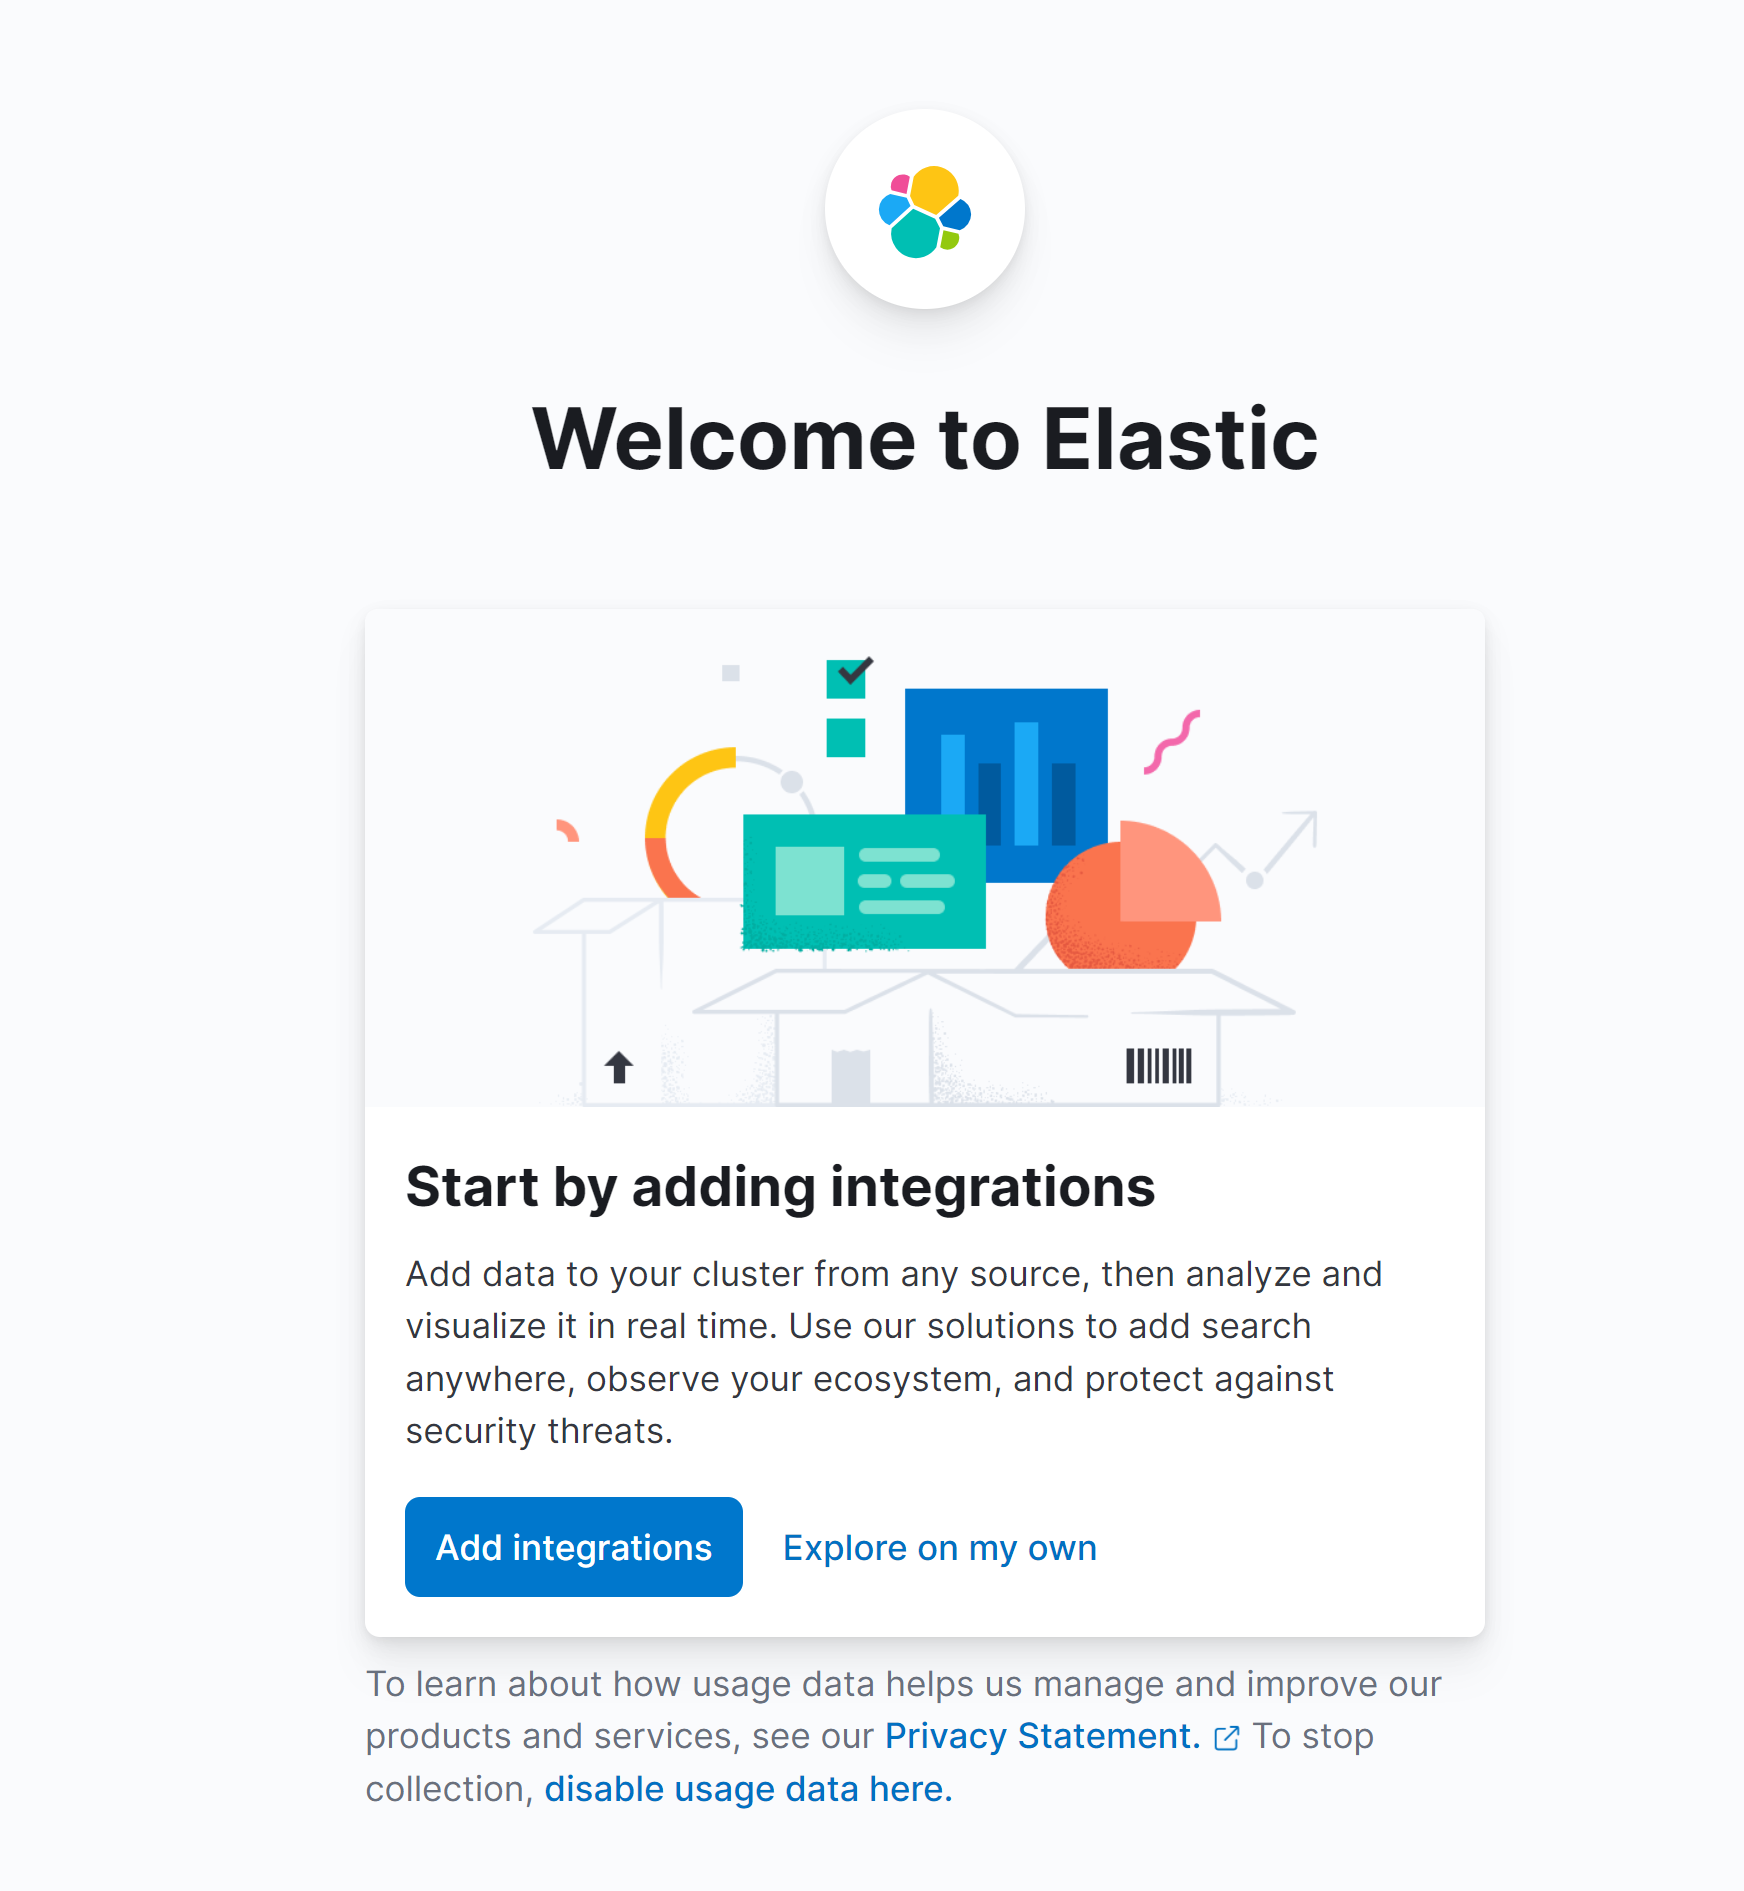 Welcome to Elastic
Start by adding integrations
Add data to your cluster from any source, then analyze and
visualize it in real time. Use our solutions to add search
anywhere, observe your ecosystem, and protect against
security threats.
Add integrations
Explore on my own
To learn about how usage data helps us manage and improve our
products and services, see our Privacy Statement. To stop
collection, disable usage data here.